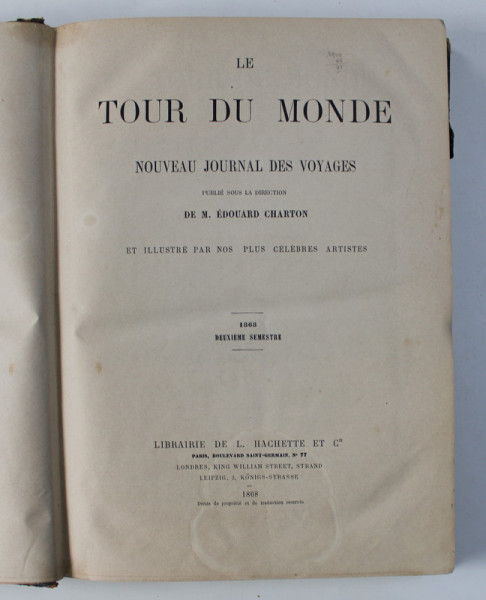 LE
TOUR DU MONDE
NOUVEAU JOURNAL DES VOYAGES
PUBLIÉ SOUS LA DIRECTION
DE M. ÉDOUARD CHARTON
ET ILLUSTRÉ PAR NOS PLUS CÉLÈBRES ARTISTES
1868
DEUXIÈME SEMESTRE
LIBRAIRIE DE L. HACHETTE ET Cie
PARIS, BOULEVARD SAINT-GERMAIN, No 77
LONDRES, KING WILLIAM STREET, STRAND
LEIPZIG, 3, KÖNIGS-STRASSE
1868
Droits de propriété et de traduction réservés